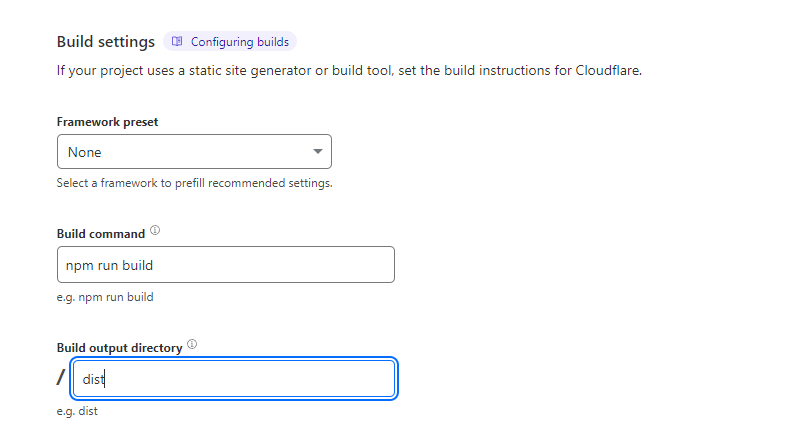 Build settings Configuring builds
If your project uses a static site generator or build tool, set the build instructions for Cloudflare.
Framework preset
None
Select a framework to prefill recommended settings.
Build command
npm run build
e.g. npm run build
Build output directory
/ dist
e.g. dist